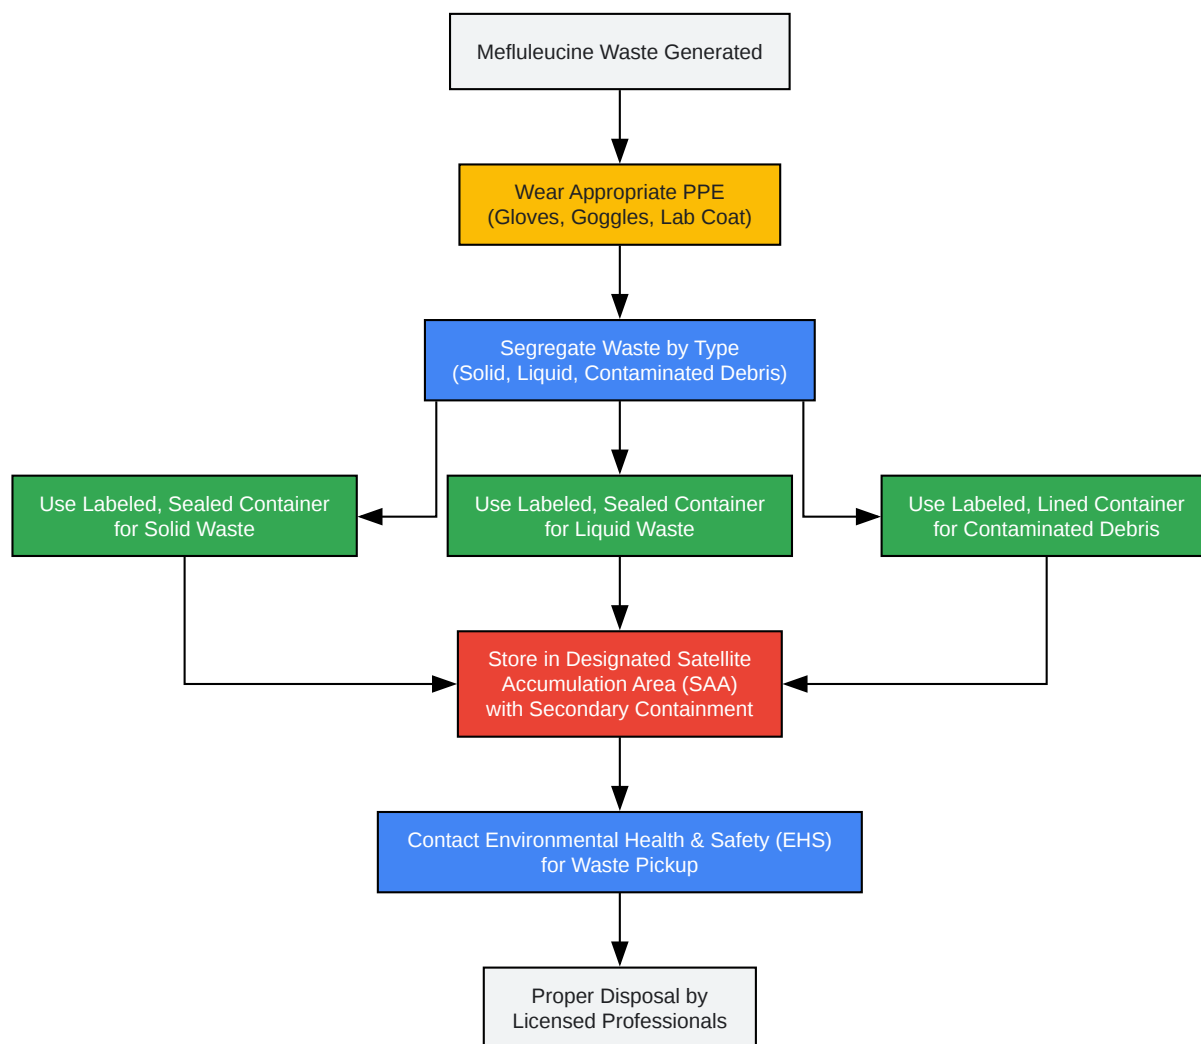 Mefluleucine Waste Generated
Wear Appropriate PPE
(Gloves, Goggles, Lab Coat)
Segregate Waste by Type
(Solid, Liquid, Contaminated Debris)
Use Labeled, Sealed Container
for Solid Waste
Use Labeled, Sealed Container
for Liquid Waste
Use Labeled, Lined Container
for Contaminated Debris
Store in Designated Satellite
Accumulation Area (SAA)
with Secondary Containment
Contact Environmental Health & Safety (EHS)
for Waste Pickup
Proper Disposal by
Licensed Professionals